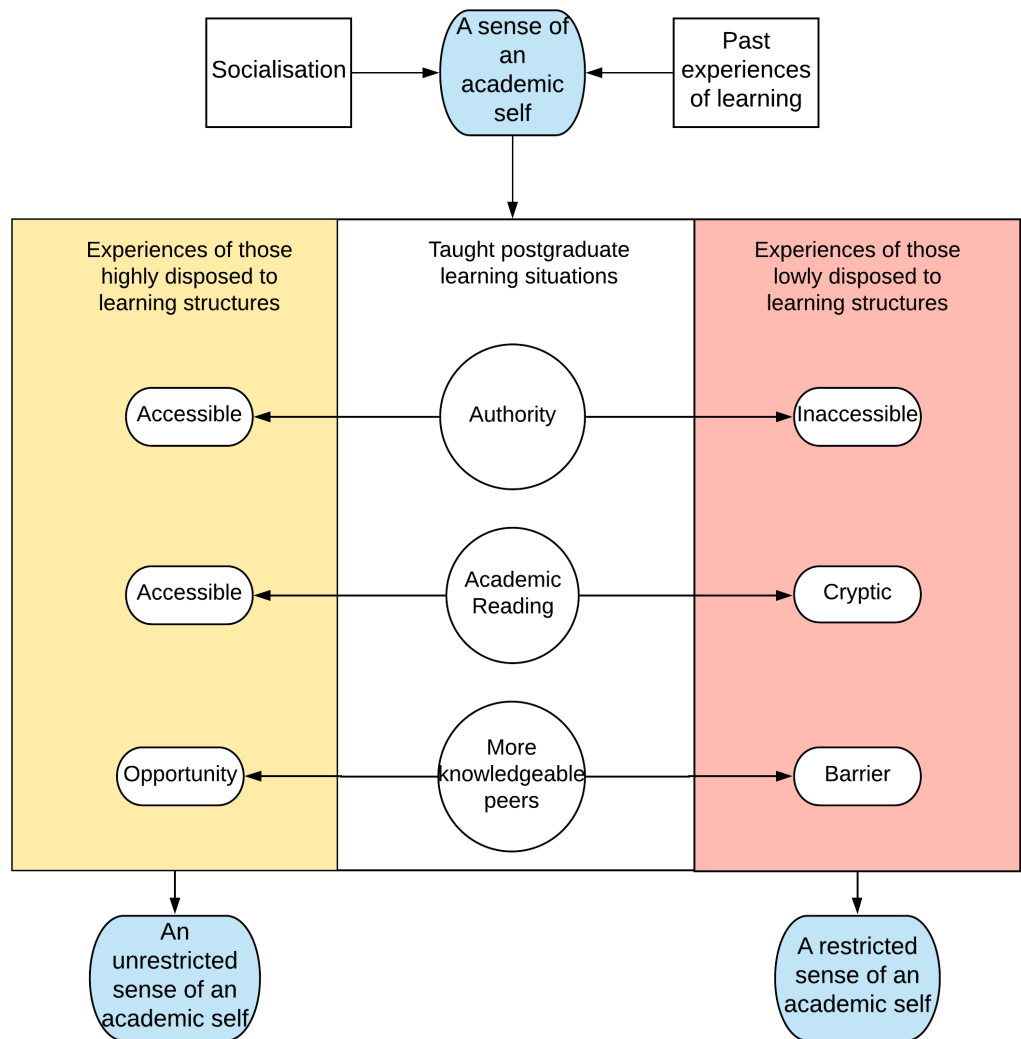 Socialisation
A sense of
an
academic
self
Past
experiences
of learning
Experiences of those
highly disposed to
learning structures
Taught postgraduate
learning situations
Experiences of those
lowly disposed to
learning structures
Accessible
Authority
Inaccessible
Accessible
Academic
Reading
Cryptic
Opportunity
More
knowledgeable
peers
Barrier
An
unrestricted
sense of an
academic self
A restricted
sense of an
academic self